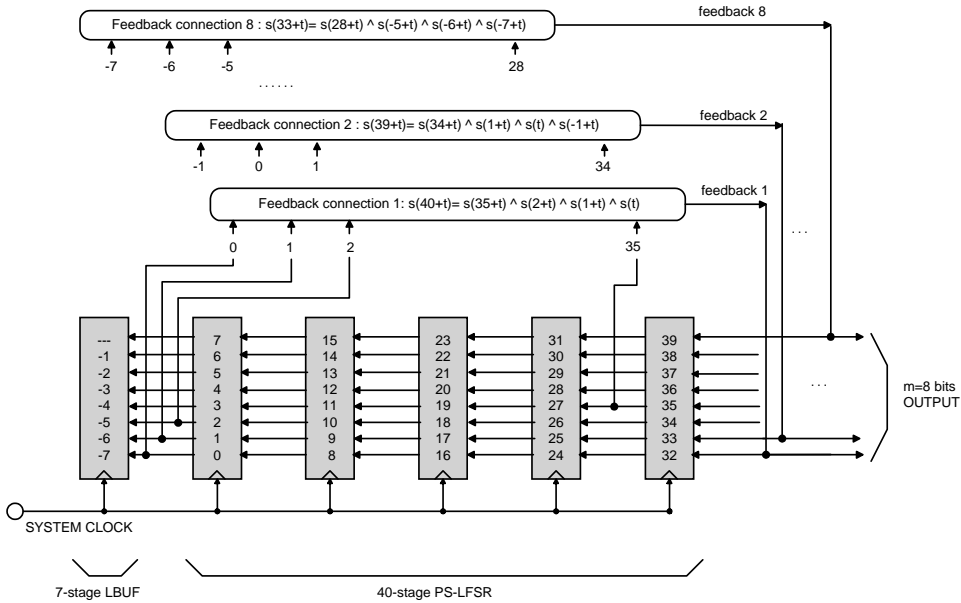 feedback 8
Feedback connection 8 : s(33+t)= s(28+t) ^ s(-5+t) ^ s(-6+t) ^ s(-7+t)
-7 -6 -5 28
......
feedback 2
Feedback connection 2 : s(39+t)= s(34+t) ^ s(1+t) ^ s(t) ^ s(-1+t)
-1 0 1 34
feedback 1
Feedback connection 1: s(40+t)= s(35+t) ^ s(2+t) ^ s(1+t) ^ s(t)
...
0 1 2 35
--- 7 15 23 31 39
-1 6 14 22 30 38
-2 5 13 21 29 37
-3 4 12 20 28 36
-4 3 11 19 27 35
-5 2 10 18 26 34
-6 1 9 17 25 33
-7 0 8 16 24 32
...
m=8 bits
OUTPUT
SYSTEM CLOCK
7-stage LBUF
40-stage PS-LFSR